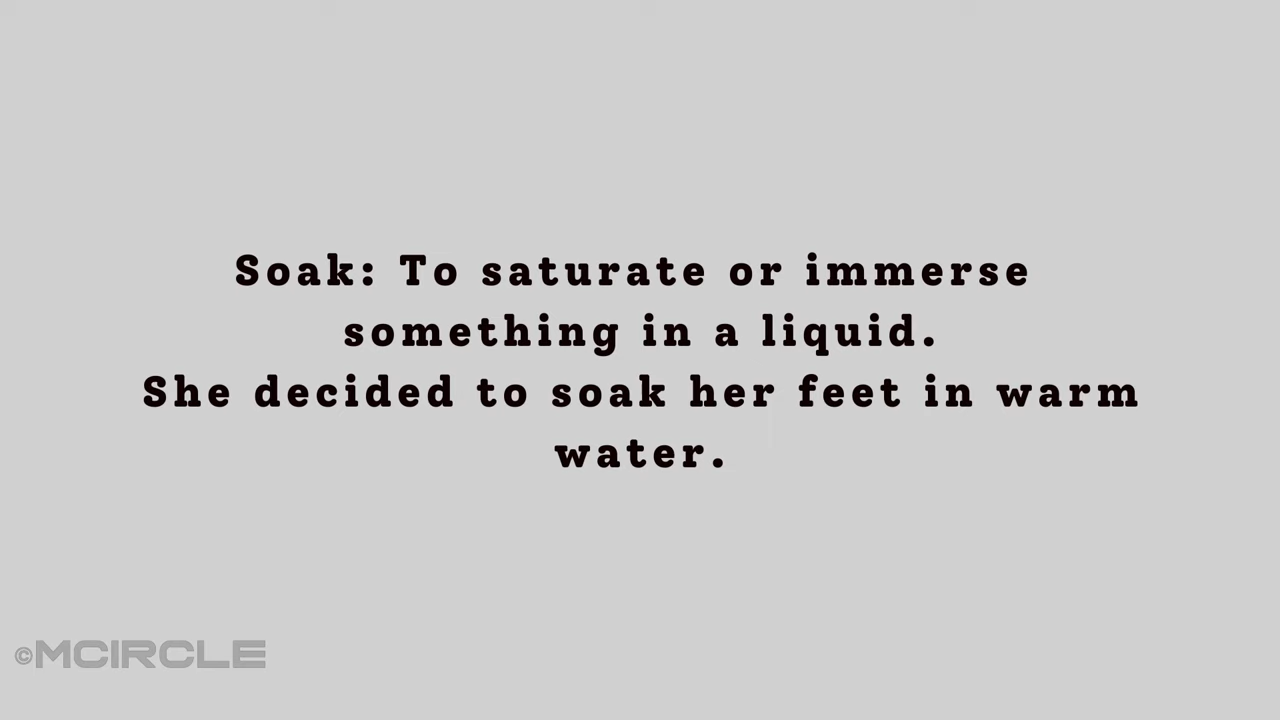 Soak: To saturate or immerse
something in a liquid.
She decided to soak her feet in warm
water.
©MCIRCLE